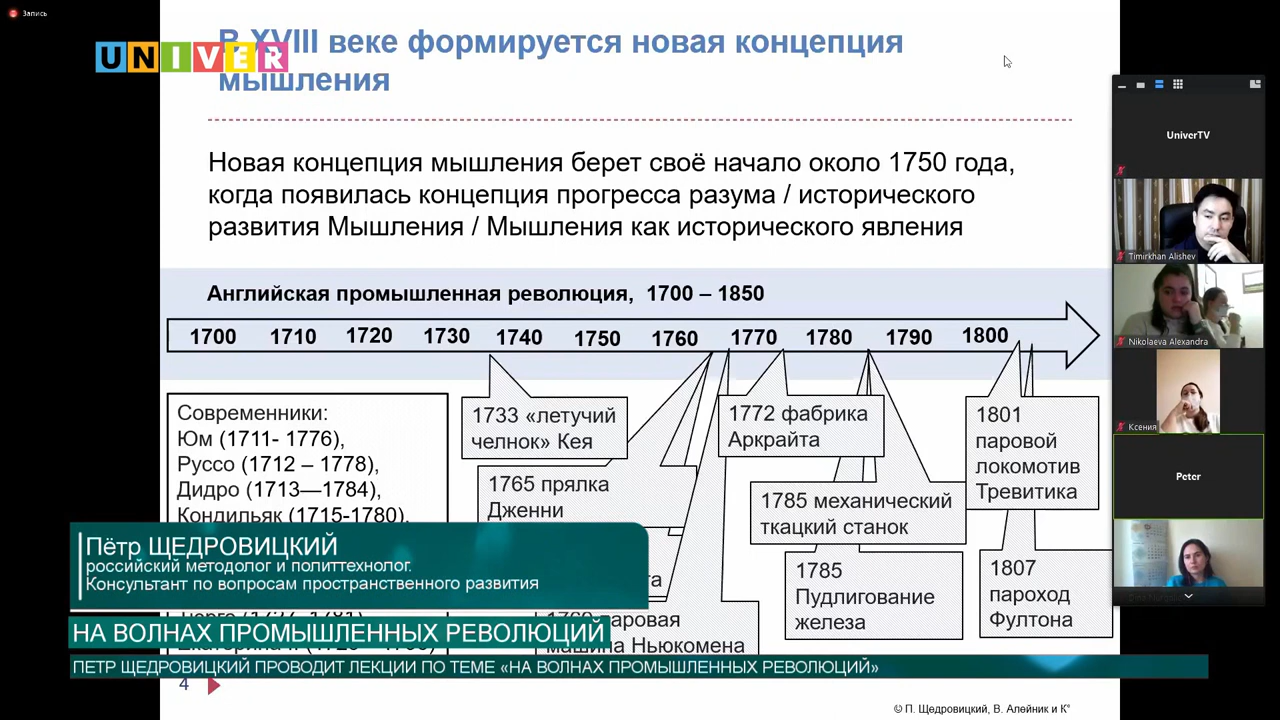 Запись
UNIVER
В XVIII веке формируется новая концепция
мышления
Новая концепция мышления берет своё начало около 1750 года,
когда появилась концепция прогресса разума / исторического
развития Мышления / Мышления как исторического явления
Английская промышленная революция, 1700 – 1850
1700 1710 1720 1730 1740 1750 1760 1770 1780 1790 1800
Современники:
Юм (1711- 1776),
Руссо (1712 – 1778),
Дидро (1713—1784),
Кондильяк (1715-1780),
1733 «летучий
челнок» Кея
1765 прялка
Дженни
паровая
машина Ньюкомена
1772 фабрика
Аркрайта
1785 механический
ткацкий станок
1785
Пудлигование
железа
1801
паровой
локомотив
Тревитика
1807
пароход
Фултона
Пётр ЩЕДРОВИЦКИЙ
российский методолог и политтехнолог.
Консультант по вопросам пространственного развития
НА ВОЛНАХ ПРОМЫШЛЕННЫХ РЕВОЛЮЦИЙ
ПЕТР ЩЕДРОВИЦКИЙ ПРОВОДИТ ЛЕКЦИИ ПО ТЕМЕ «НА ВОЛНАХ ПРОМЫШЛЕННЫХ РЕВОЛЮЦИЙ»
4
© П. Щедровицкий, В. Алейник и К°
UniverTV
Timirkhan Alishev
Nikolaeva Alexandra
Ксения
Peter